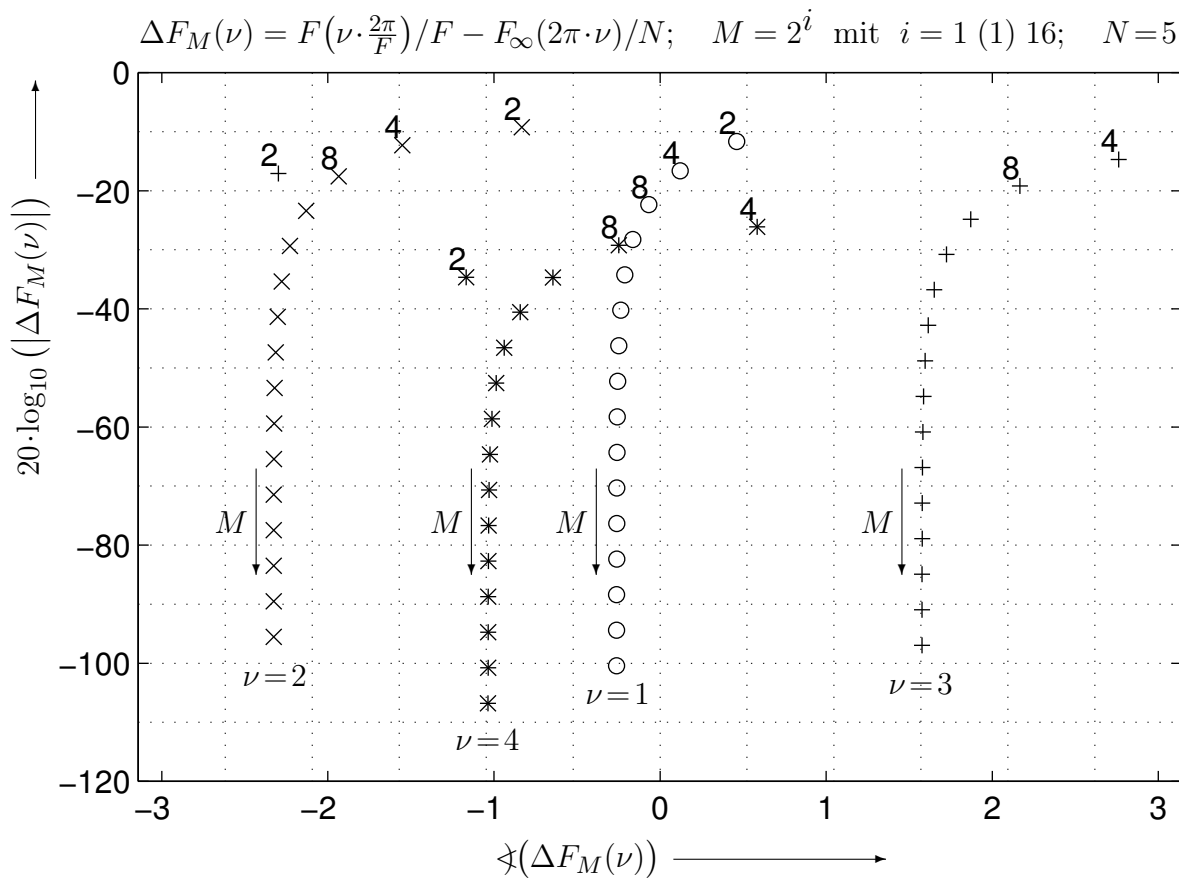 ΔF_M(ν) = F(ν·2π/F)/F − F_∞(2π·ν)/N;   M = 2^i mit i = 1 (1) 16;   N = 5
0
−20
−40
−60
−80
−100
−120
20·log₁₀(|ΔF_M(ν)|)
2
4
8
2
2
4
8
2
4
8
8
4
2
M
M
M
M
ν=2
ν=4
ν=1
ν=3
−3 −2 −1 0 1 2 3
∢(ΔF_M(ν))